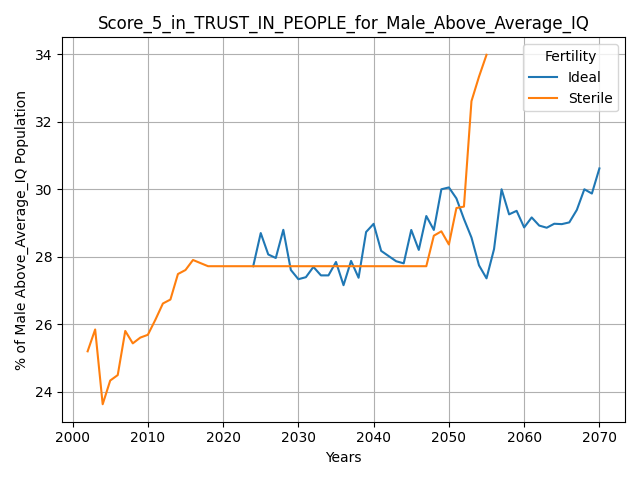 Score_5_in_TRUST_IN_PEOPLE_for_Male_Above_Average_IQ
Fertility
Ideal
Sterile
% of Male Above_Average_IQ Population
34
32
30
28
26
24
2000 2010 2020 2030 2040 2050 2060 2070
Years